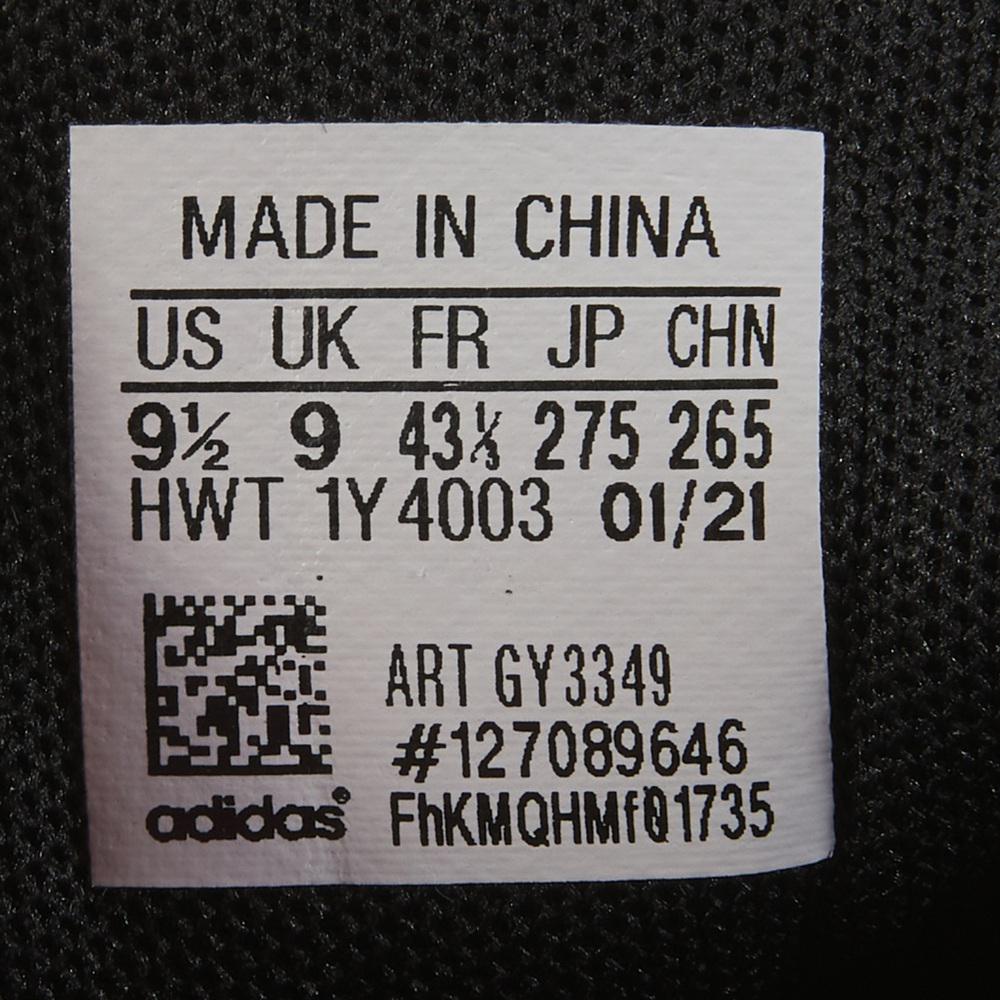 MADE IN CHINA
US UK FR JP CHN
9½ 9 43⅓ 275 265
HWT 1Y4003 01/21
ART GY3349
#127089646
adidas® FhKMQHMf01735